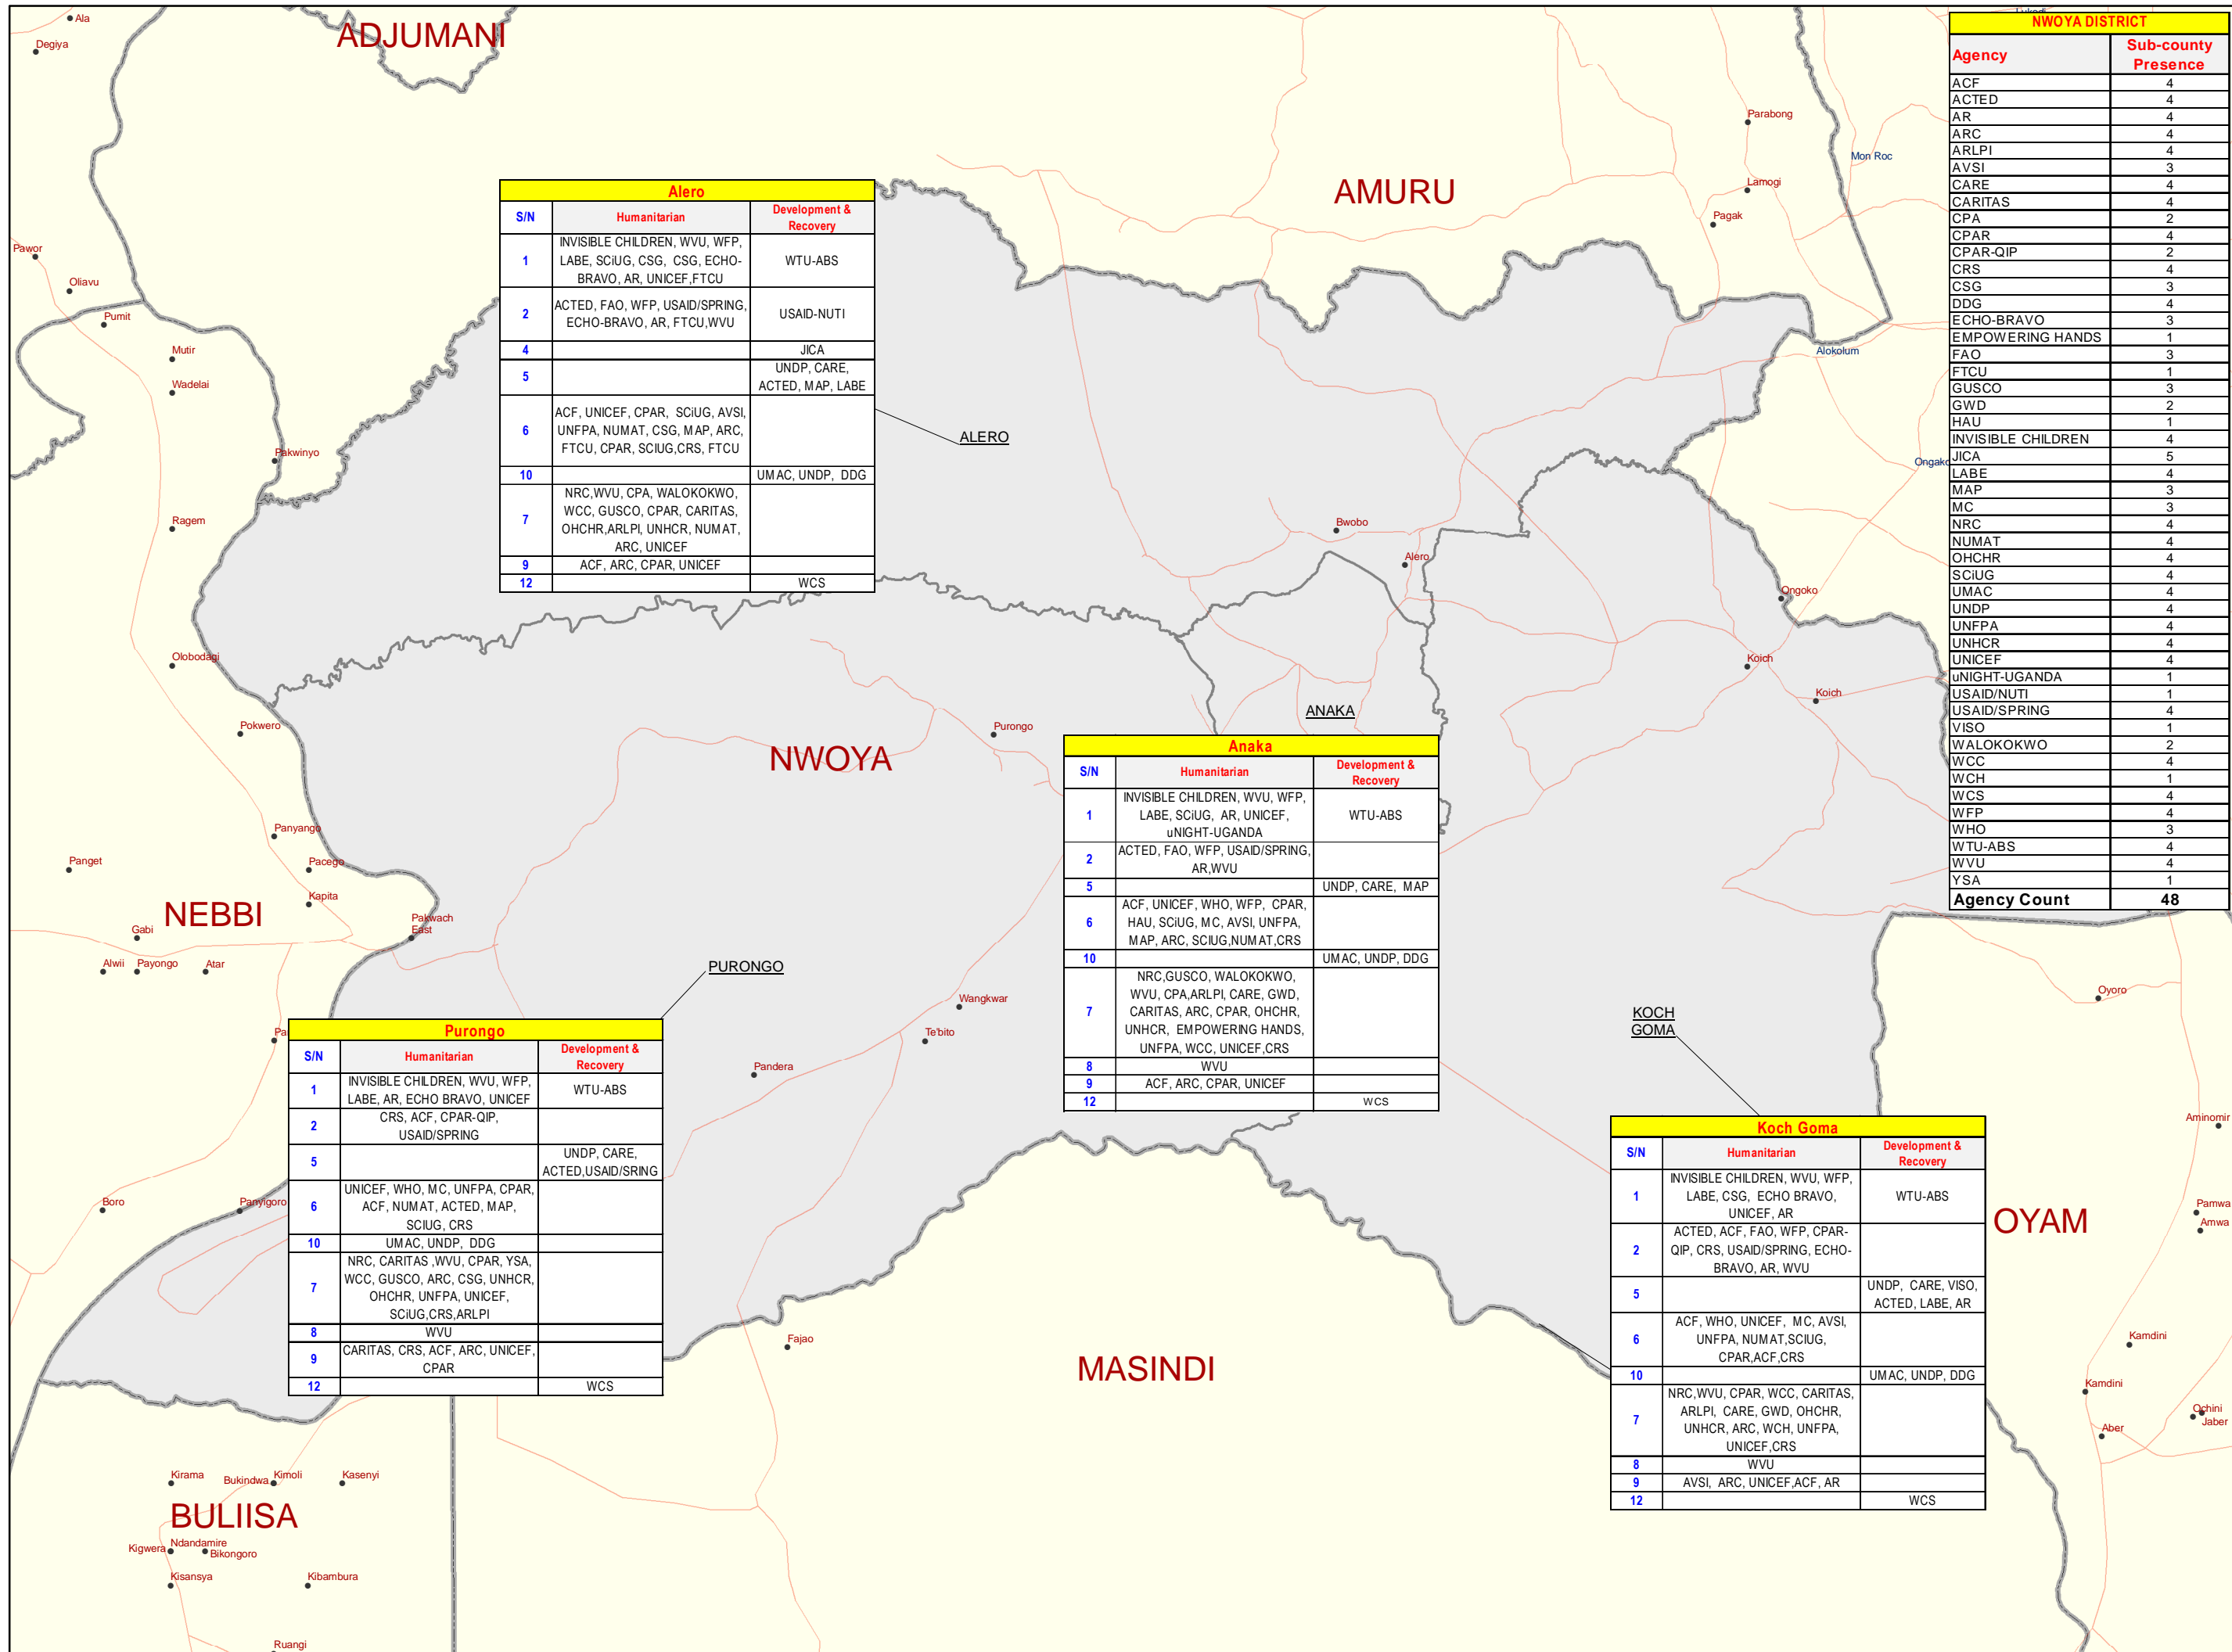 ADJUMANI
Ala
Degiya
AMURU
Parabong
Mon Roc
Lamogi
Pagak
Pawor
Oliavu
Pumit
Mutir
Wadelai
Alokolum
Pakwinyo
Ragem
Bwobo
Alero
Ongoko
Olobodagi
Koich
Koich
Pokwero
Purongo
NWOYA
ALERO
ANAKA
Panyango
Panget
Pacego
Kapita
NEBBI
Pakwach
East
Gabi
Alwii
Payongo
Atar
PURONGO
Wangkwar
Te'bito
Pandera
KOCH
GOMA
Oyoro
Aminomir
Boro
Panyigoro
Pamwa
Amwa
OYAM
Fajao
MASINDI
Kamdini
Kamdini
Ochini
Jaber
Aber
Kirama
Bukindwa
Kimoli
Kasenyi
BULIISA
Kigwera
Ndandamire
Bikongoro
Kisansya
Kibambura
Ruangi
NWOYA DISTRICT
Agency Sub-county
Presence
ACF 4
ACTED 4
AR 4
ARC 4
ARLPI 4
AVSI 3
CARE 4
CARITAS 4
CPA 2
CPAR 4
CPAR-QIP 2
CRS 4
CSG 3
DDG 4
ECHO-BRAVO 3
EMPOWERING HANDS 1
FAO 3
FTCU 1
GUSCO 3
GWD 2
HAU 1
INVISIBLE CHILDREN 4
JICA 5
LABE 4
MAP 3
MC 3
NRC 4
NUMAT 4
OHCHR 4
SCiUG 4
UMAC 4
UNDP 4
UNFPA 4
UNHCR 4
UNICEF 4
uNIGHT-UGANDA 1
USAID/NUTI 1
USAID/SPRING 4
VISO 1
WALOKOKWO 2
WCC 4
WCH 1
WCS 4
WFP 4
WHO 3
WTU-ABS 4
WVU 4
YSA 1
Agency Count 48
Alero
S/N Humanitarian Development &
Recovery
1 INVISIBLE CHILDREN, WVU, WFP,
LABE, SCiUG, CSG, CSG, ECHO-
BRAVO, AR, UNICEF,FTCU WTU-ABS
2 ACTED, FAO, WFP, USAID/SPRING,
ECHO-BRAVO, AR, FTCU,WVU USAID-NUTI
4 JICA
5 UNDP, CARE,
ACTED, MAP, LABE
6 ACF, UNICEF, CPAR, SCiUG, AVSI,
UNFPA, NUMAT, CSG, MAP, ARC,
FTCU, CPAR, SCIUG,CRS, FTCU
10 UMAC, UNDP, DDG
7 NRC,WVU, CPA, WALOKOKWO,
WCC, GUSCO, CPAR, CARITAS,
OHCHR,ARLPI, UNHCR, NUMAT,
ARC, UNICEF
9 ACF, ARC, CPAR, UNICEF
12 WCS
Anaka
S/N Humanitarian Development &
Recovery
1 INVISIBLE CHILDREN, WVU, WFP,
LABE, SCiUG, AR, UNICEF,
uNIGHT-UGANDA WTU-ABS
2 ACTED, FAO, WFP, USAID/SPRING,
AR,WVU
5 UNDP, CARE, MAP
6 ACF, UNICEF, WHO, WFP, CPAR,
HAU, SCiUG, MC, AVSI, UNFPA,
MAP, ARC, SCIUG,NUMAT,CRS
10 UMAC, UNDP, DDG
7 NRC,GUSCO, WALOKOKWO,
WVU, CPA,ARLPI, CARE, GWD,
CARITAS, ARC, CPAR, OHCHR,
UNHCR, EMPOWERING HANDS,
UNFPA, WCC, UNICEF,CRS
8 WVU
9 ACF, ARC, CPAR, UNICEF
12 WCS
Purongo
S/N Humanitarian Development &
Recovery
1 INVISIBLE CHILDREN, WVU, WFP,
LABE, AR, ECHO BRAVO, UNICEF WTU-ABS
2 CRS, ACF, CPAR-QIP,
USAID/SPRING
5 UNDP, CARE,
ACTED,USAID/SRING
6 UNICEF, WHO, MC, UNFPA, CPAR,
ACF, NUMAT, ACTED, MAP,
SCIUG, CRS
10 UMAC, UNDP, DDG
7 NRC, CARITAS ,WVU, CPAR, YSA,
WCC, GUSCO, ARC, CSG, UNHCR,
OHCHR, UNFPA, UNICEF,
SCiUG,CRS,ARLPI
8 WVU
9 CARITAS, CRS, ACF, ARC, UNICEF,
CPAR
12 WCS
Koch Goma
S/N Humanitarian Development &
Recovery
1 INVISIBLE CHILDREN, WVU, WFP,
LABE, CSG, ECHO BRAVO,
UNICEF, AR WTU-ABS
2 ACTED, ACF, FAO, WFP, CPAR-
QIP, CRS, USAID/SPRING, ECHO-
BRAVO, AR, WVU
5 UNDP, CARE, VISO,
ACTED, LABE, AR
6 ACF, WHO, UNICEF, MC, AVSI,
UNFPA, NUMAT,SCIUG,
CPAR,ACF,CRS
10 UMAC, UNDP, DDG
7 NRC,WVU, CPAR, WCC, CARITAS,
ARLPI, CARE, GWD, OHCHR,
UNHCR, ARC, WCH, UNFPA,
UNICEF,CRS
8 WVU
9 AVSI, ARC, UNICEF,ACF, AR
12 WCS